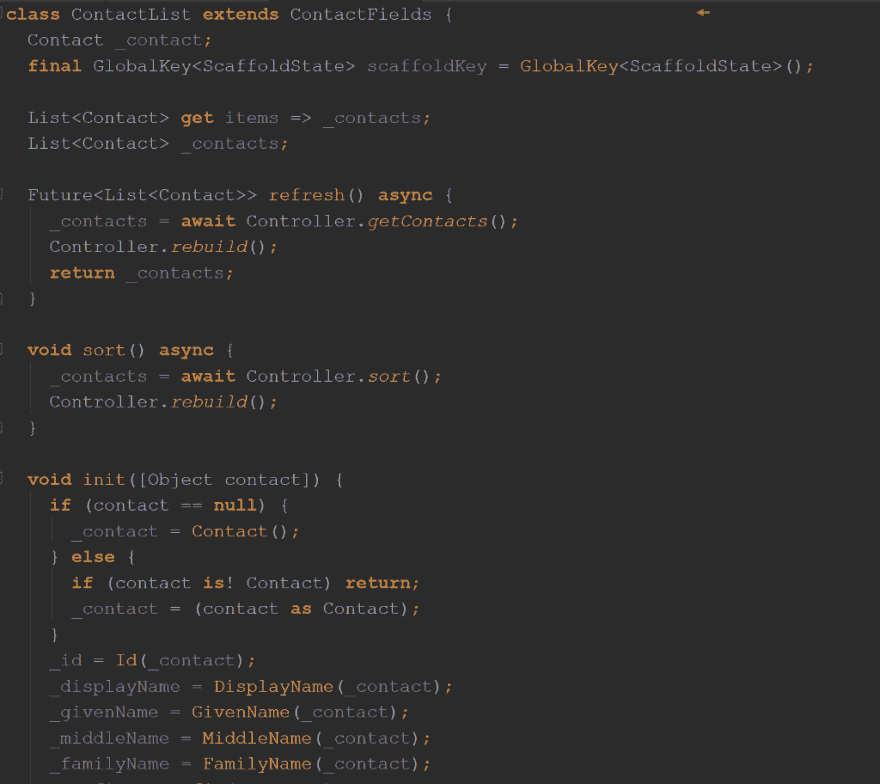 class ContactList extends ContactFields {
Contact _contact;
final GlobalKey<ScaffoldState> scaffoldKey = GlobalKey<ScaffoldState>();
List<Contact> get items => _contacts;
List<Contact> _contacts;
Future<List<Contact>> refresh() async {
_contacts = await Controller.getContacts();
Controller.rebuild();
return _contacts;
}
void sort() async {
_contacts = await Controller.sort();
Controller.rebuild();
}
void init([Object contact]) {
if (contact == null) {
_contact = Contact();
} else {
if (contact is! Contact) return;
_contact = (contact as Contact);
}
_id = Id(_contact);
_displayName = DisplayName(_contact);
_givenName = GivenName(_contact);
_middleName = MiddleName(_contact);
_familyName = FamilyName(_contact);